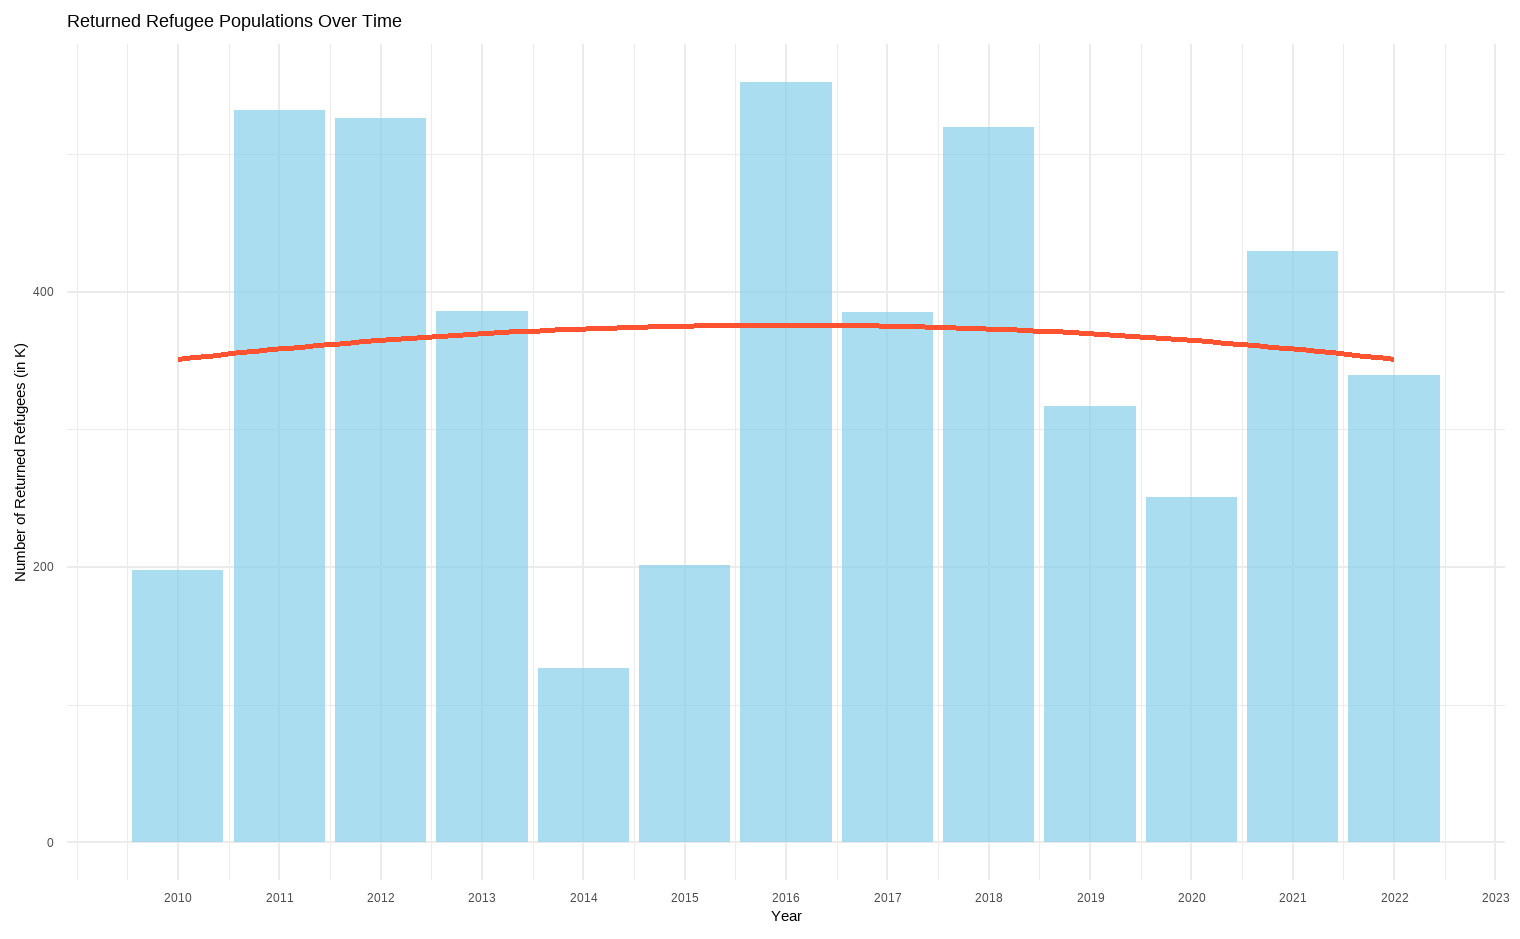 Returned Refugee Populations Over Time
Number of Returned Refugees (in K)
400
200
0
2010 2011 2012 2013 2014 2015 2016 2017 2018 2019 2020 2021 2022 2023
Year